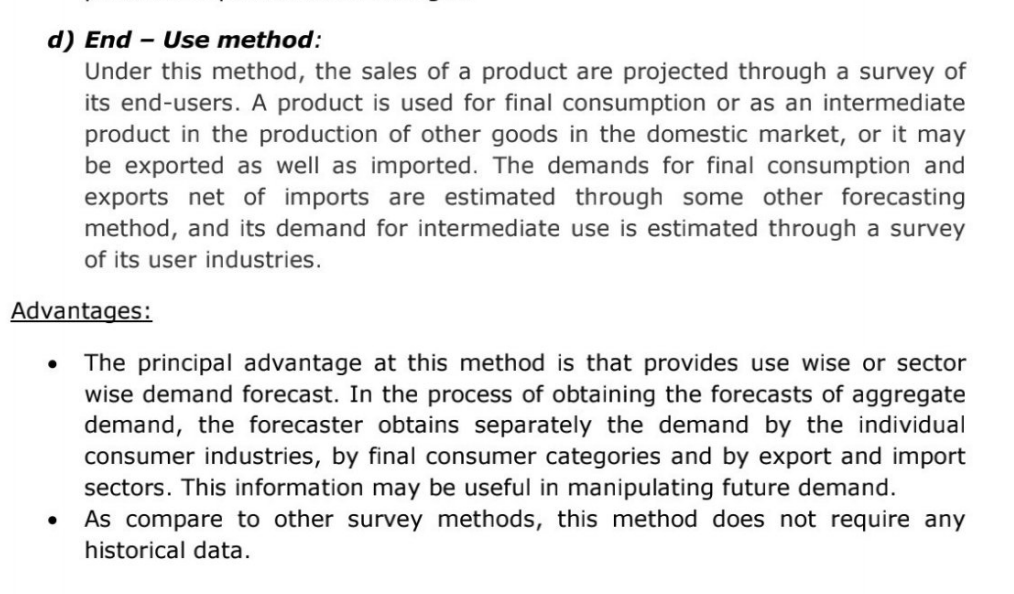 d) End – Use method:
Under this method, the sales of a product are projected through a survey of
its end-users. A product is used for final consumption or as an intermediate
product in the production of other goods in the domestic market, or it may
be exported as well as imported. The demands for final consumption and
exports net of imports are estimated through some other forecasting
method, and its demand for intermediate use is estimated through a survey
of its user industries.
Advantages:
• The principal advantage at this method is that provides use wise or sector
wise demand forecast. In the process of obtaining the forecasts of aggregate
demand, the forecaster obtains separately the demand by the individual
consumer industries, by final consumer categories and by export and import
sectors. This information may be useful in manipulating future demand.
• As compare to other survey methods, this method does not require any
historical data.